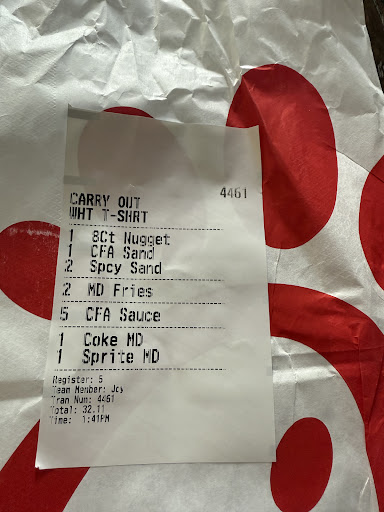 4461
CARRY OUT
WHT T-SHRT
1 8Ct Nugget
1 CFA Sand
2 Spcy Sand
2 MD Fries
5 CFA Sauce
1 Coke MD
1 Sprite MD
Register: 5
Team Member: Joy
Tran Num: 4461
Total: 32.11
Time: 1:41PM